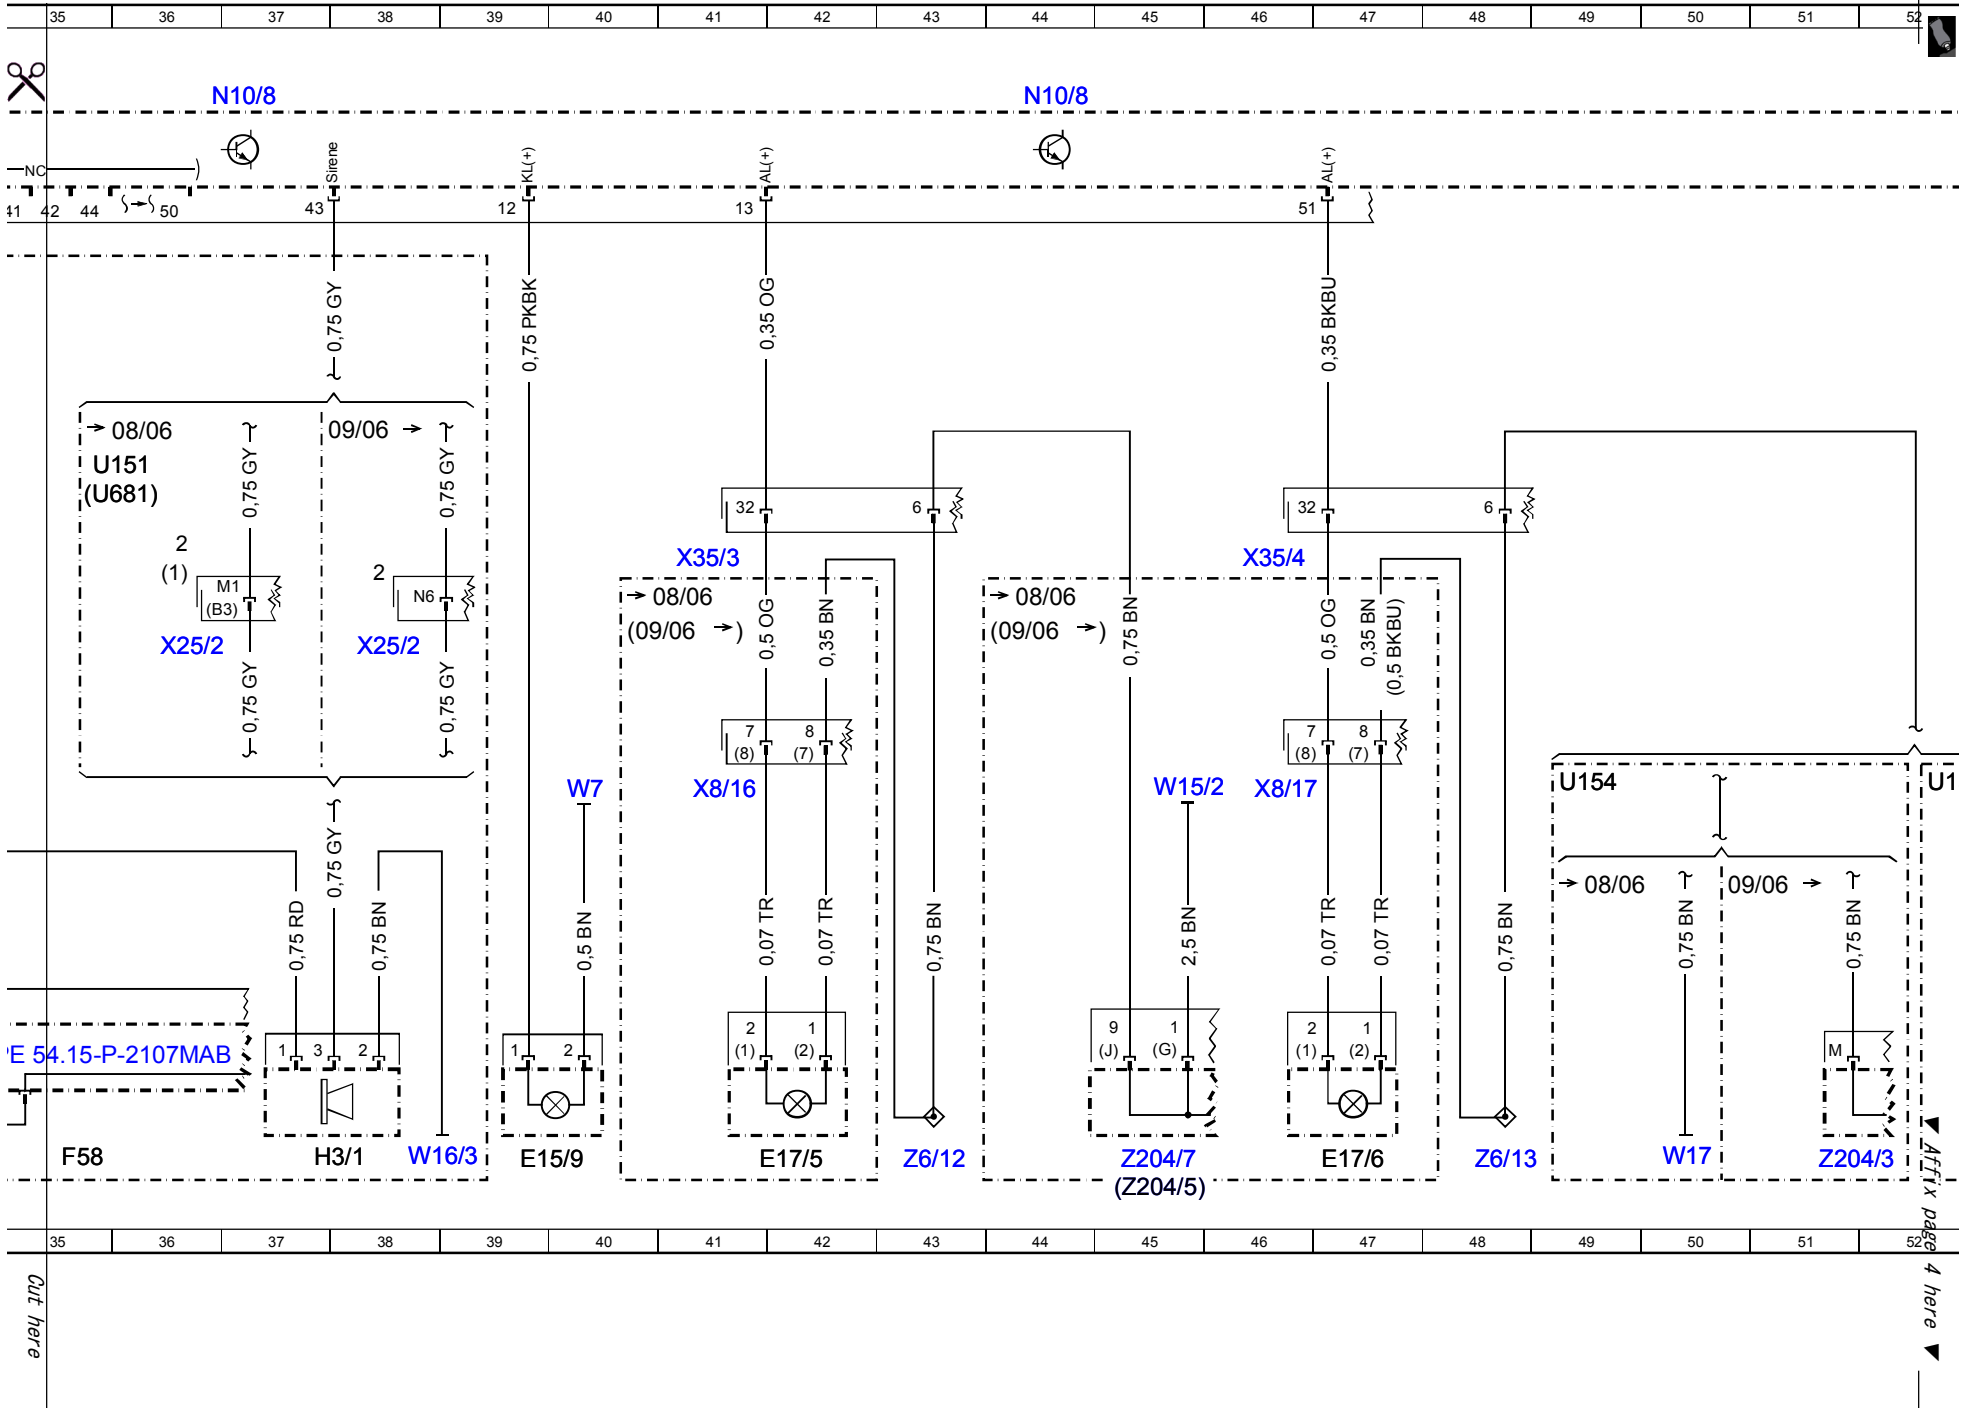 35 36 37 38 39 40 41 42 43 44 45 46 47 48 49 50 51 52
N10/8 N10/8
NC Sirene KL(+) AL(+) AL(+)
41 42 44 50 43 12 13 51
0,75 GY 0,75 PKBK 0,35 OG 0,35 BKBU
→ 08/06 09/06 →
U151
(U681)
0,75 GY 0,75 GY
32 6 32 6
X35/3 X35/4
2
(1)
M1
(B3)
2
N6
X25/2 X25/2
0,75 GY 0,75 GY
→ 08/06
(09/06 →)
0,5 OG 0,35 BN
→ 08/06
(09/06 →)
0,75 BN
0,5 OG 0,35 BN
(0,5 BKBU)
7 8
(8) (7)
7 8
(8) (7)
W7 X8/16 W15/2 X8/17
U154 U1
0,75 GY
→ 08/06 09/06 →
0,75 RD 0,75 BN 0,5 BN 0,07 TR 0,07 TR 0,75 BN 2,5 BN 0,07 TR 0,07 TR 0,75 BN 0,75 BN 0,75 BN
PE 54.15-P-2107MAB
1 3 2 1 2
2 1
(1) (2)
9 1
(J) (G)
2 1
(1) (2)
M
F58 H3/1 W16/3 E15/9 E17/5 Z6/12 Z204/7 E17/6 Z6/13 W17 Z204/3
(Z204/5)
35 36 37 38 39 40 41 42 43 44 45 46 47 48 49 50 51 52
Cut here
Affix page 4 here